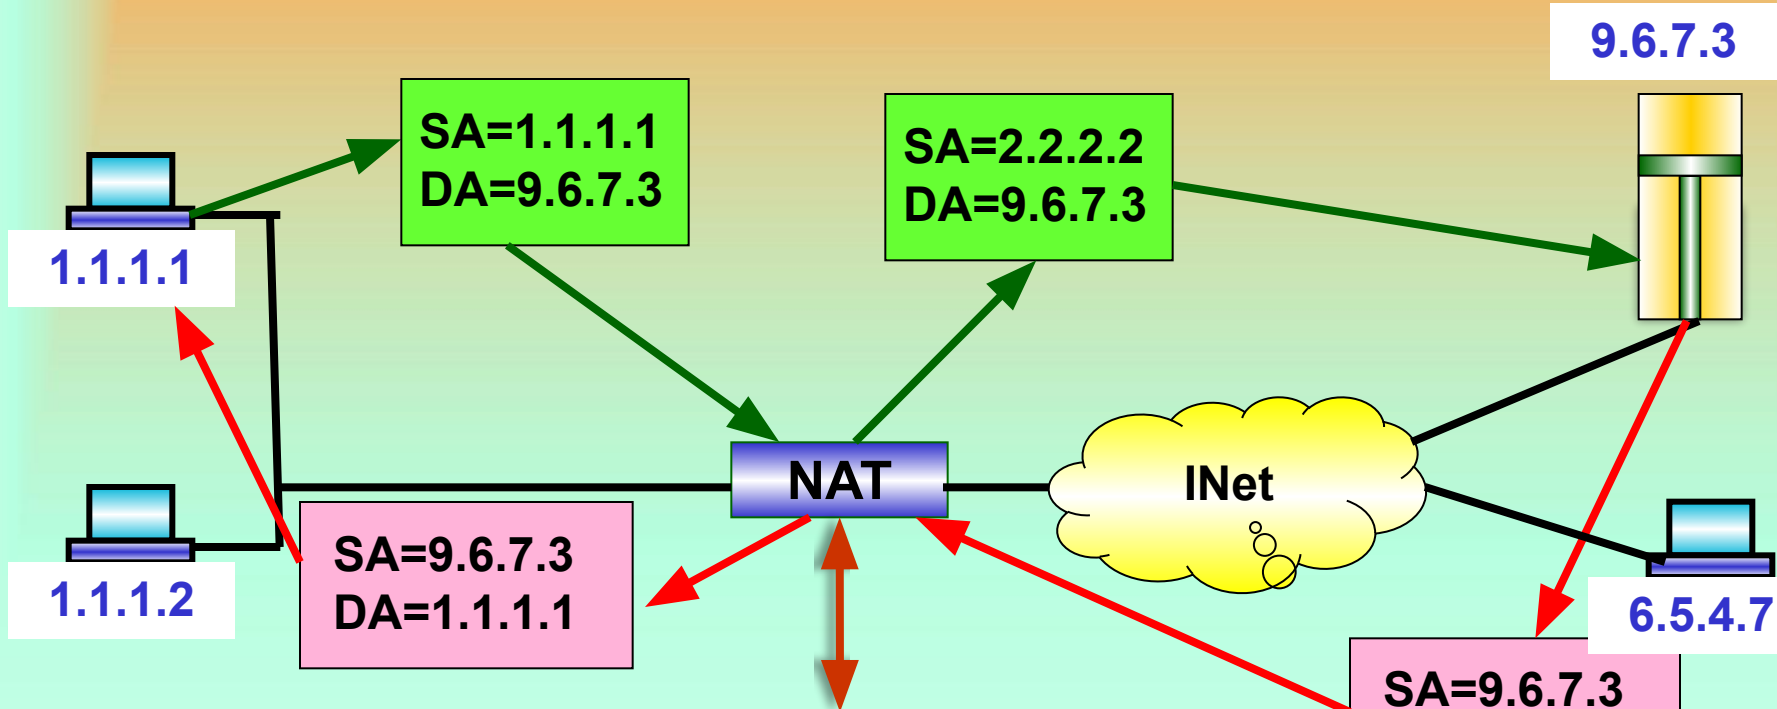 9.6.7.3
SA=1.1.1.1
DA=9.6.7.3
SA=2.2.2.2
DA=9.6.7.3
1.1.1.1
NAT
INet
SA=9.6.7.3
DA=1.1.1.1
1.1.1.2
6.5.4.7
SA=9.6.7.3